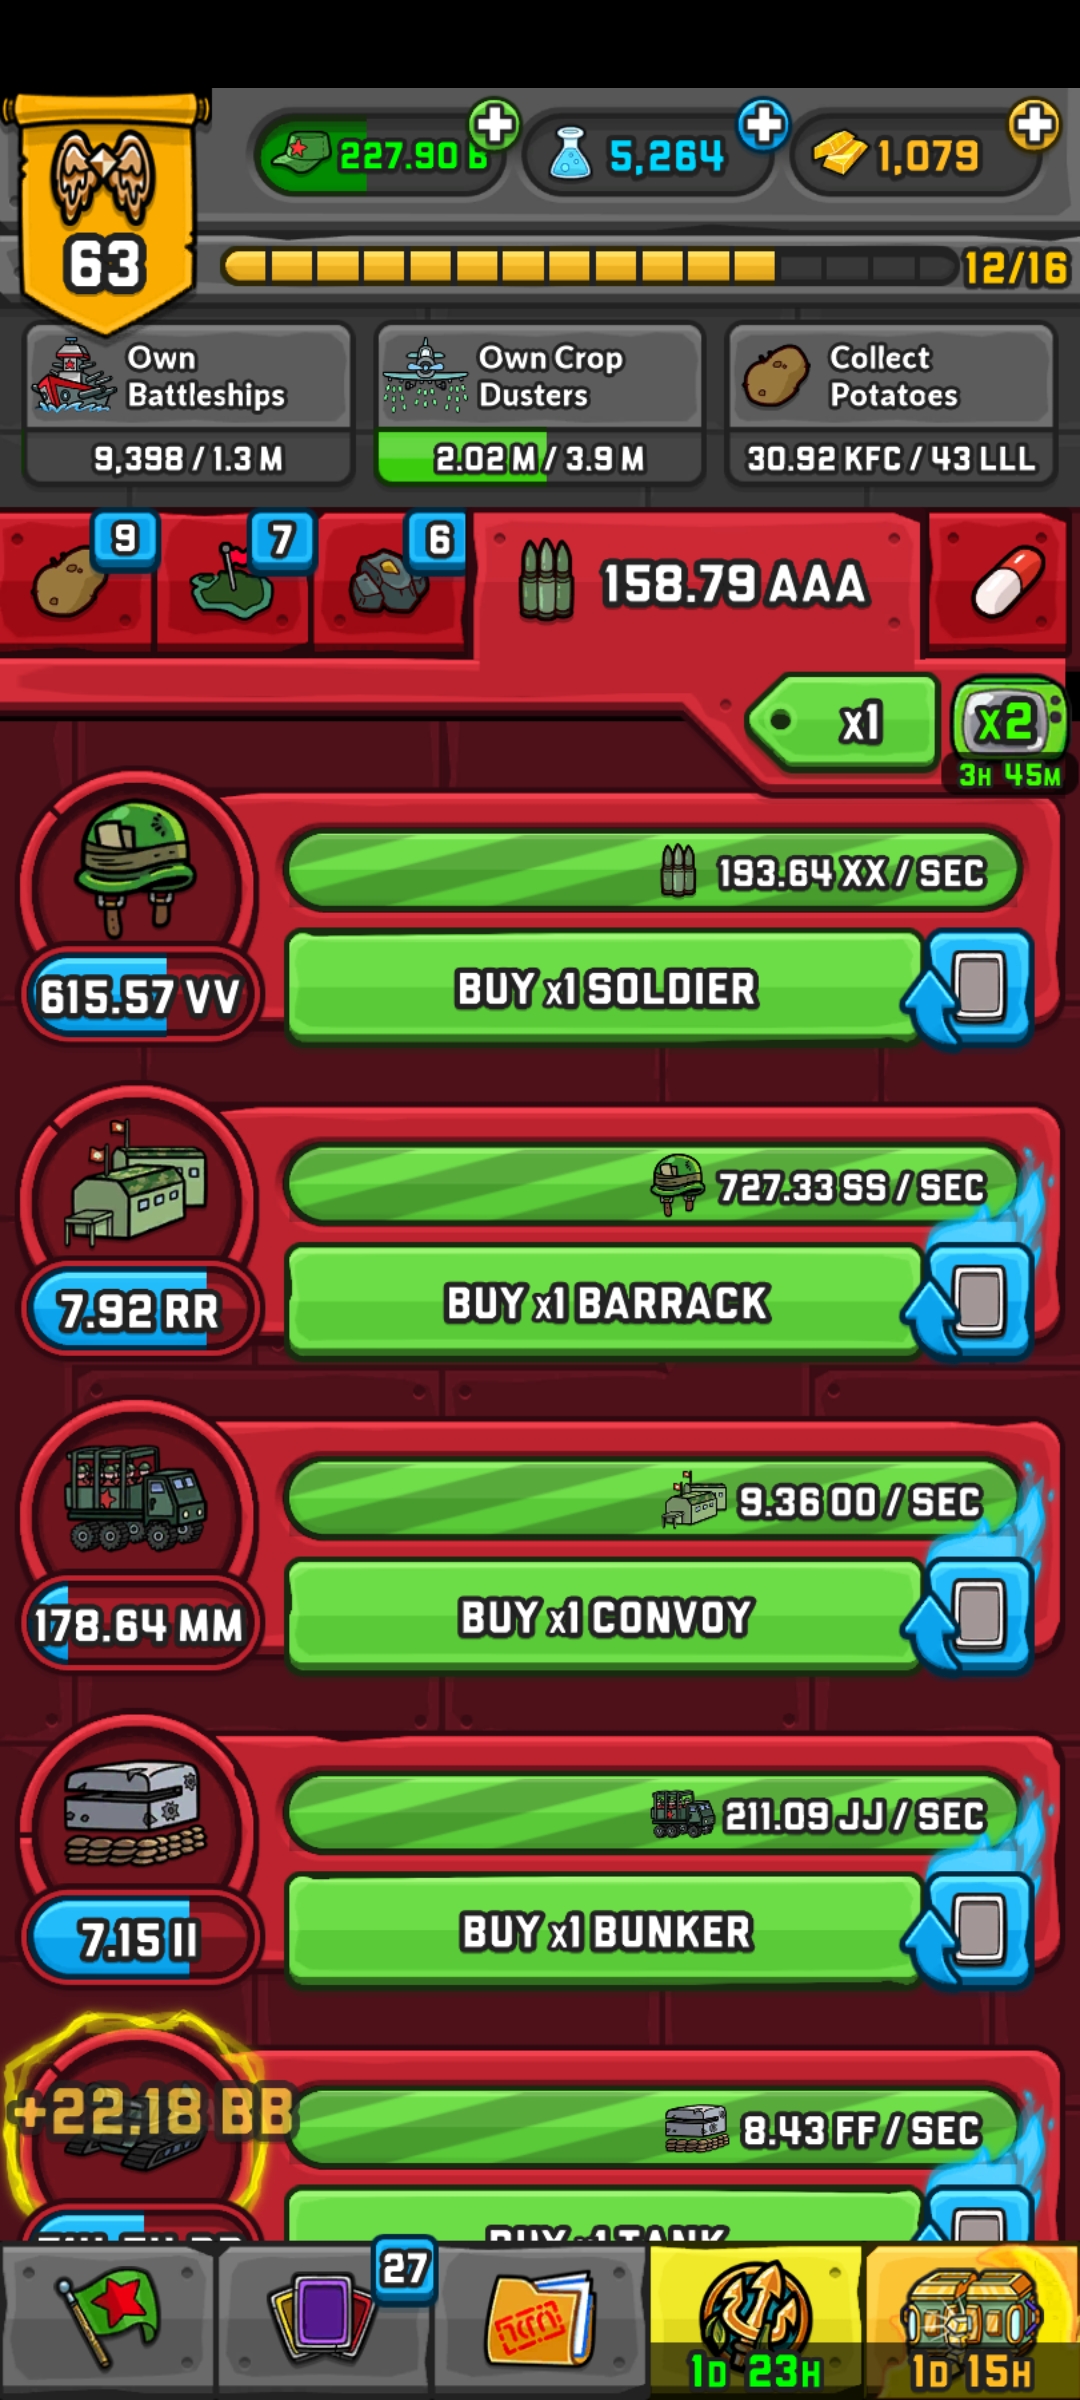 227.90 B
5,264
1,079
63
12/16
Own
Battleships
9,398 / 1.3 M
Own Crop
Dusters
2.02 M / 3.9 M
Collect
Potatoes
30.92 KFC / 43 LLL
9
7
6
158.79 AAA
x1
x2
3H 45M
193.64 XX / SEC
615.57 VV
BUY x1 SOLDIER
727.33 SS / SEC
7.92 RR
BUY x1 BARRACK
9.36 OO / SEC
178.64 MM
BUY x1 CONVOY
211.09 JJ / SEC
7.15 II
BUY x1 BUNKER
+22.18 BB
8.43 FF / SEC
BUY x1 TANK
27
1D 23H
1D 15H